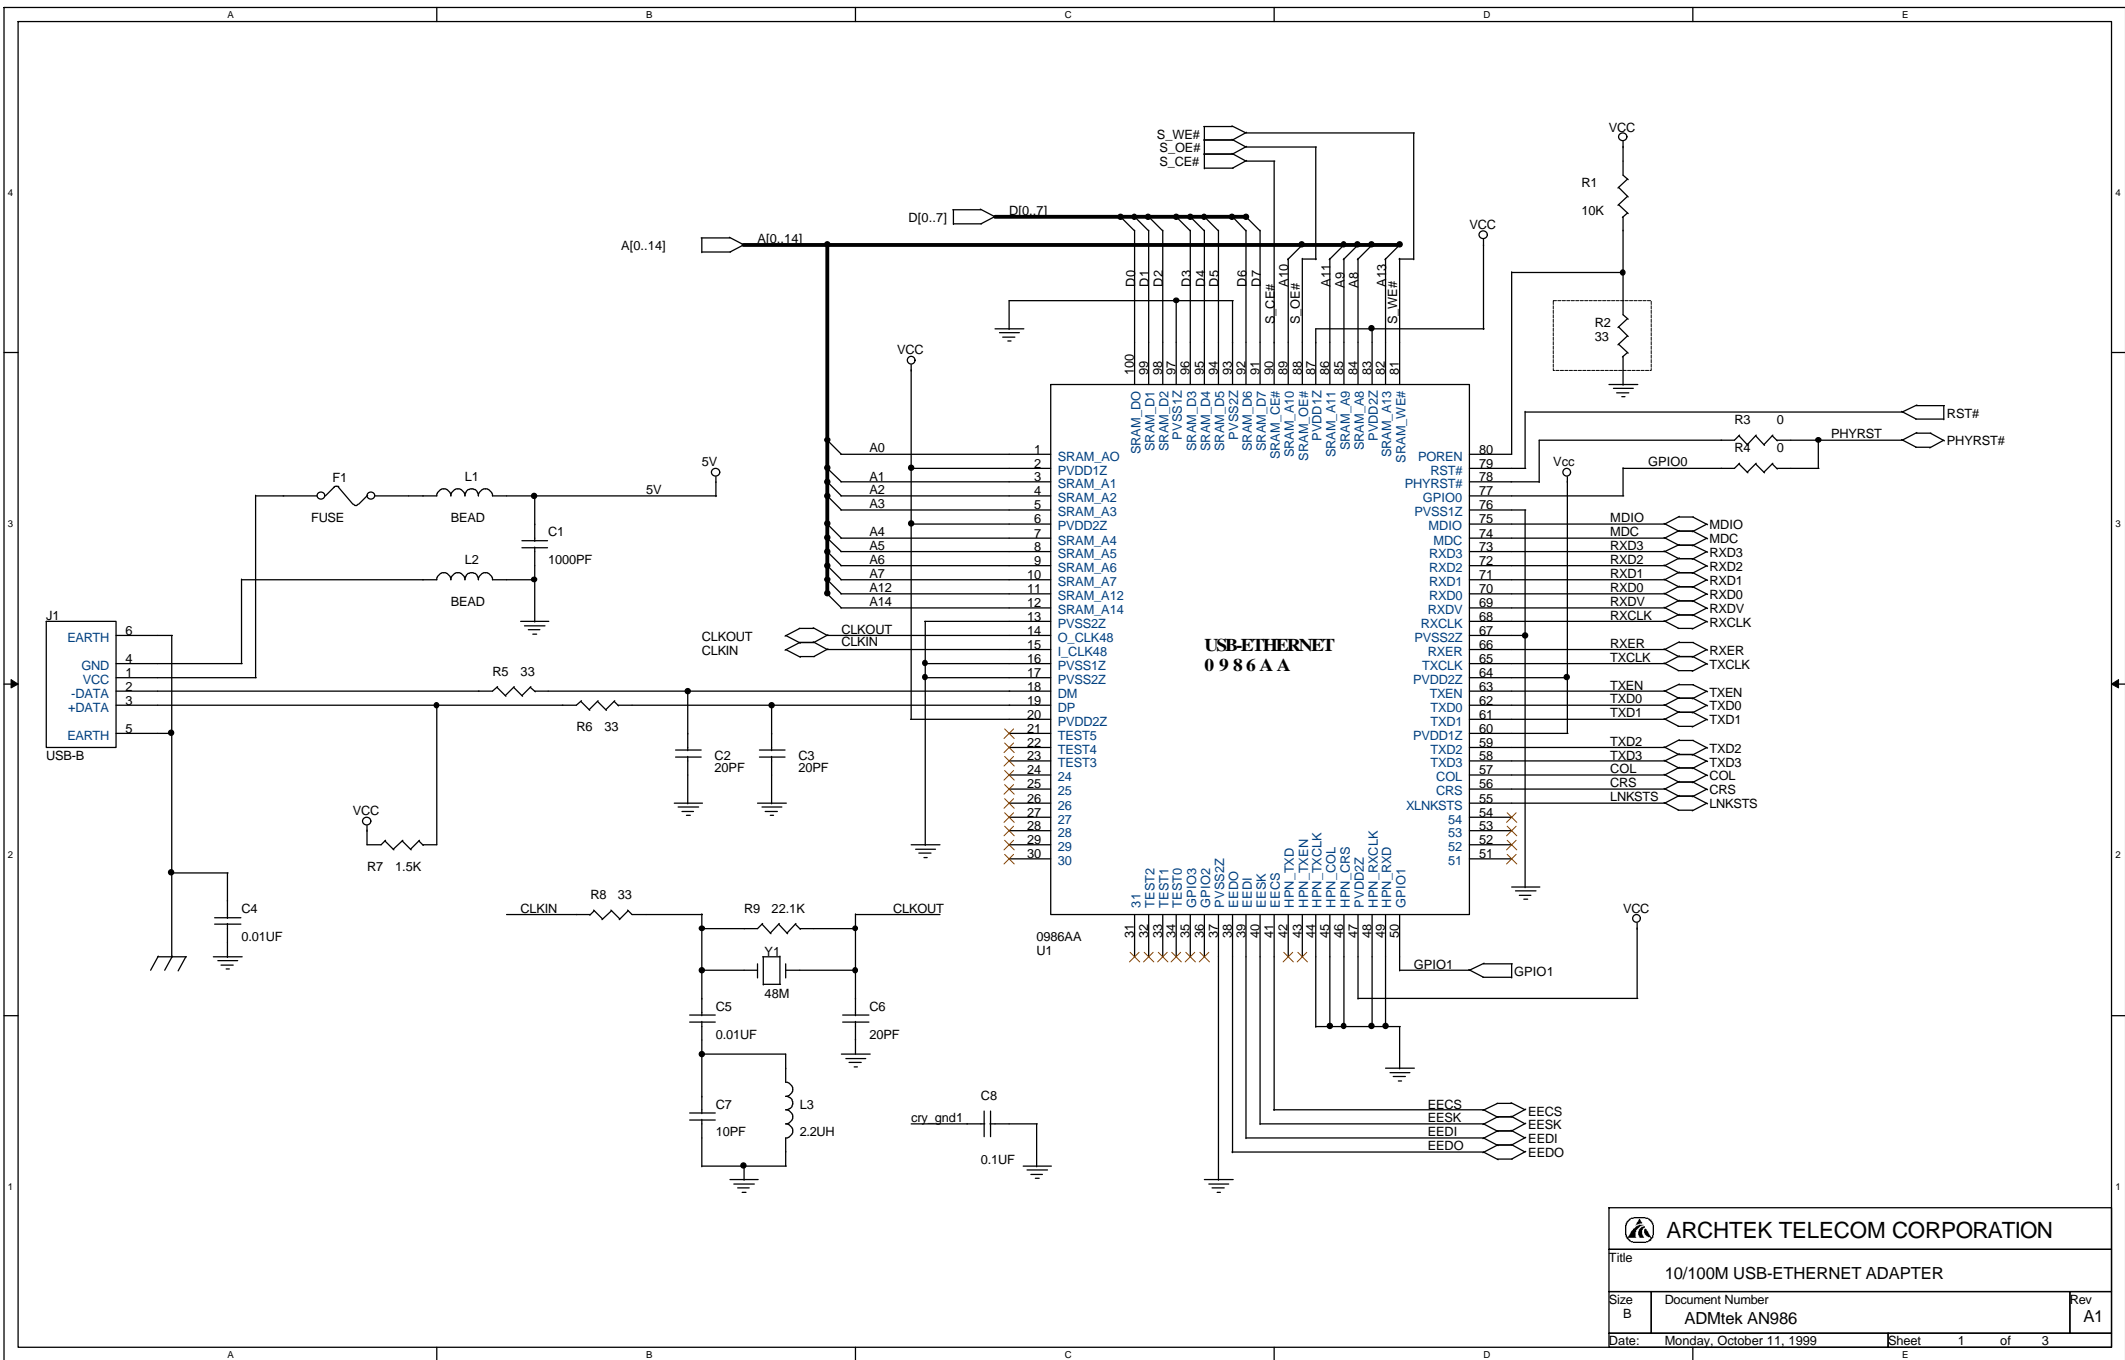 A B C D E
4 4
3 3
2 2
1 1
S_WE#
S_OE#
S_CE#
D[0..7] D[0..7]
A[0..14] A[0..14]
VCC
R1
10K
R2
33
VCC
VCC
D0 D1 D2 D3 D4 D5 D6 D7 S_CE# A10 S_OE# A11 A9 A8 A13 S_WE#
100 99 98 97 96 95 94 93 92 91 90 89 88 87 86 85 84 83 82 81
SRAM_DO SRAM_D1 SRAM_D2 PVSS1Z SRAM_D3 SRAM_D4 SRAM_D5 PVSS2Z SRAM_D6 SRAM_D7 SRAM_CE# SRAM_A10 SRAM_OE# PVDD1Z SRAM_A11 SRAM_A9 SRAM_A8 PVDD2Z SRAM_A13 SRAM_WE#
A0 1 SRAM_AO
2 PVDD1Z
A1 3 SRAM_A1
A2 4 SRAM_A2
A3 5 SRAM_A3
6 PVDD2Z
A4 7 SRAM_A4
A5 8 SRAM_A5
A6 9 SRAM_A6
A7 10 SRAM_A7
A12 11 SRAM_A12
A14 12 SRAM_A14
13 PVSS2Z
CLKOUT CLKOUT 14 O_CLK48
CLKIN CLKIN 15 I_CLK48
16 PVSS1Z
17 PVSS2Z
18 DM
19 DP
20 PVDD2Z
21 TEST5
22 TEST4
23 TEST3
24 24
25 25
26 26
27 27
28 28
29 29
30 30
USB-ETHERNET
0986AA
POREN 80
RST# 79 RST#
PHYRST# 78 R3 0 PHYRST PHYRST#
GPIO0 77 GPIO0 R4 0
PVSS1Z 76 Vcc
MDIO 75 MDIO MDIO
MDC 74 MDC MDC
RXD3 73 RXD3 RXD3
RXD2 72 RXD2 RXD2
RXD1 71 RXD1 RXD1
RXD0 70 RXD0 RXD0
RXDV 69 RXDV RXDV
RXCLK 68 RXCLK RXCLK
PVSS2Z 67
RXER 66 RXER RXER
TXCLK 65 TXCLK TXCLK
PVDD2Z 64
TXEN 63 TXEN TXEN
TXD0 62 TXD0 TXD0
TXD1 61 TXD1 TXD1
PVDD1Z 60
TXD2 59 TXD2 TXD2
TXD3 58 TXD3 TXD3
COL 57 COL COL
CRS 56 CRS CRS
XLNKSTS 55 LNKSTS LNKSTS
54 54
53 53
52 52
51 51
31 TEST2 TEST1 TEST0 GPIO3 GPIO2 PVSS2Z EEDO EEDI EESK EECS HPN_TXD HPN_TXEN HPN_TXCLK HPN_COL HPN_CRS PVDD2Z HPN_RXCLK HPN_RXD GPIO1
31 32 33 34 35 36 37 38 39 40 41 42 43 44 45 46 47 48 49 50
0986AA
U1
GPIO1 GPIO1
VCC
EECS EECS
EESK EESK
EEDI EEDI
EEDO EEDO
F1
FUSE
L1
BEAD
5V
5V
C1
1000PF
L2
BEAD
J1
EARTH 6
GND 4
VCC 1
-DATA 2
+DATA 3
EARTH 5
USB-B
R5 33
R6 33
C2
20PF
C3
20PF
VCC
R7 1.5K
C4
0.01UF
CLKIN R8 33
R9 22.1K CLKOUT
Y1
48M
C5
0.01UF
C6
20PF
C7
10PF
L3
2.2UH
cry_gnd1
C8
0.1UF
ARCHTEK TELECOM CORPORATION
Title
10/100M USB-ETHERNET ADAPTER
Size
B
Document Number
ADMtek AN986
Rev
A1
Date: Monday, October 11, 1999 Sheet 1 of 3
A B C D E